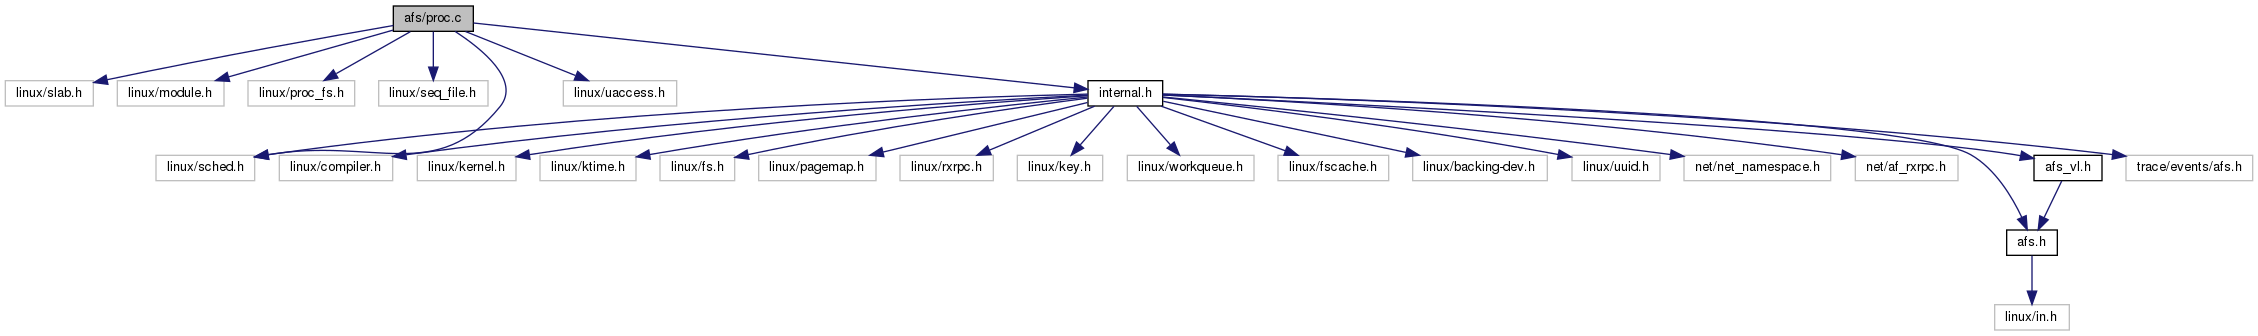 afs/proc.c
linux/slab.h
linux/module.h
linux/proc_fs.h
linux/seq_file.h
linux/uaccess.h
internal.h
linux/sched.h
linux/compiler.h
linux/kernel.h
linux/ktime.h
linux/fs.h
linux/pagemap.h
linux/rxrpc.h
linux/key.h
linux/workqueue.h
linux/fscache.h
linux/backing-dev.h
linux/uuid.h
net/net_namespace.h
net/af_rxrpc.h
afs_vl.h
trace/events/afs.h
afs.h
linux/in.h